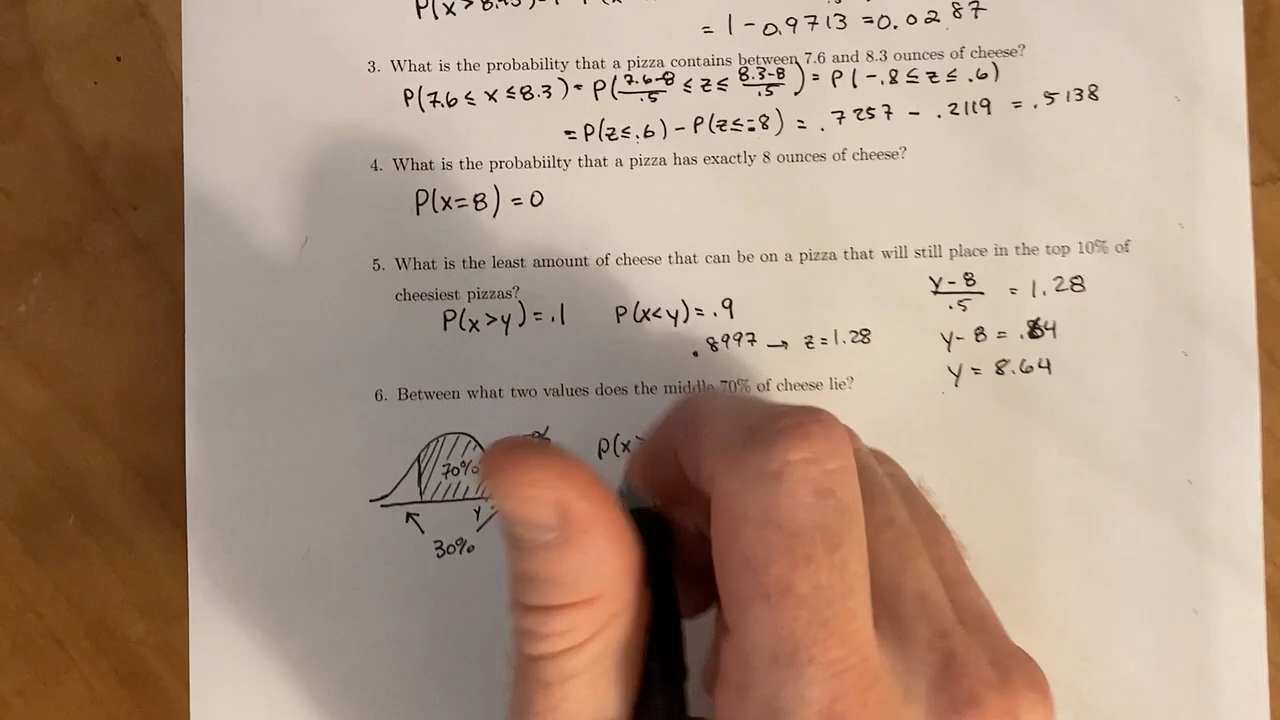 P(x > 8.95)
= 1 - 0.9713 = 0.0287
3. What is the probability that a pizza contains between 7.6 and 8.3 ounces of cheese?
P(7.6 ≤ x ≤ 8.3) = P(7.6-8/.5 ≤ z ≤ 8.3-8/.5) = P(-.8 ≤ z ≤ .6)
= P(z ≤ .6) - P(z ≤ -.8) = .7257 - .2119 = .5138
4. What is the probabiilty that a pizza has exactly 8 ounces of cheese?
P(x=8) = 0
5. What is the least amount of cheese that can be on a pizza that will still place in the top 10% of
cheesiest pizzas?
P(x>y) = .1 P(x<y) = .9
.8997 → z = 1.28
y-8/.5 = 1.28
y-8 = .64
y = 8.64
6. Between what two values does the middle 70% of cheese lie?
70%
P(x
y
30%